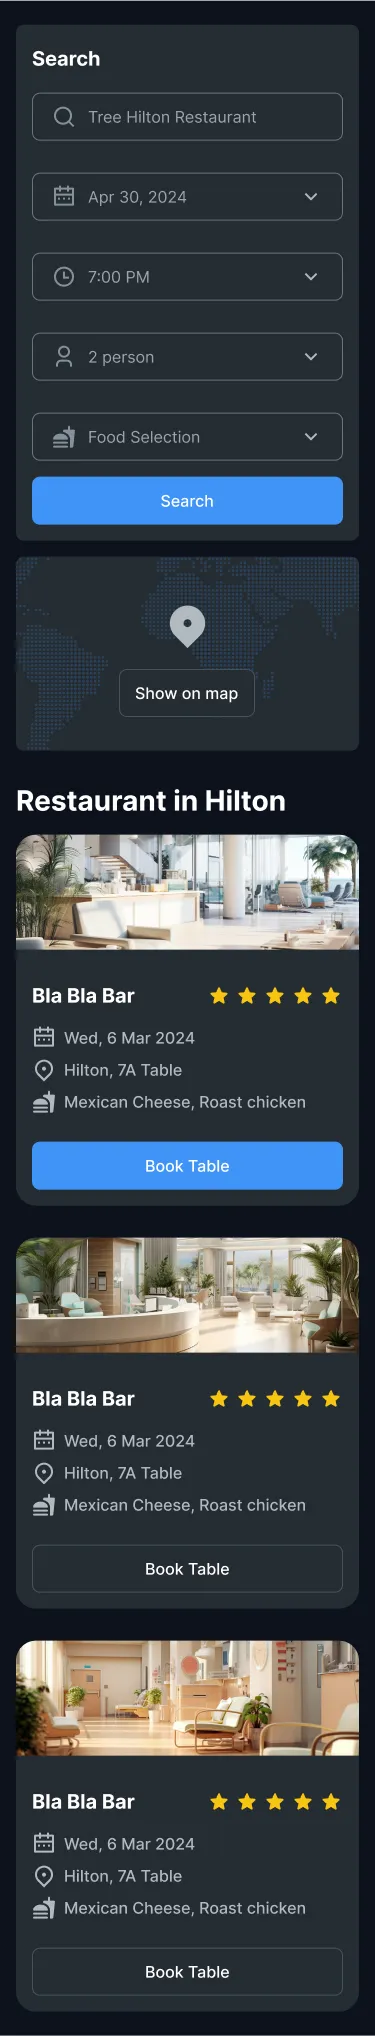 Search
Tree Hilton Restaurant
Apr 30, 2024
7:00 PM
2 person
Food Selection
Search
Show on map
Restaurant in Hilton
Bla Bla Bar
Wed, 6 Mar 2024
Hilton, 7A Table
Mexican Cheese, Roast chicken
Book Table
Bla Bla Bar
Wed, 6 Mar 2024
Hilton, 7A Table
Mexican Cheese, Roast chicken
Book Table
Bla Bla Bar
Wed, 6 Mar 2024
Hilton, 7A Table
Mexican Cheese, Roast chicken
Book Table